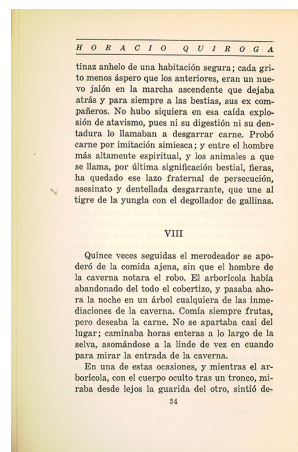 HORACIO QUIROGA
tinaz anhelo de una habitación segura; cada gri-
to menos áspero que los anteriores, eran un nue-
vo jalón en la marcha ascendente que dejaba
atrás y para siempre a las bestias, sus ex com-
pañeros. No hubo siquiera en esa caída explo-
sión de atavismo, pues ni su digestión ni su den-
tadura lo llamaban a desgarrar carne. Probó
carne por imitación simiesca; y entre el hombre
más altamente espiritual, y los animales a que
se llama, por última significación bestial, fieras,
ha quedado ese lazo fraternal de persecución,
asesinato y dentellada desgarrante, que une al
tigre de la yungla con el degollador de gallinas.
VIII
Quince veces seguidas el merodeador se apo-
deró de la comida ajena, sin que el hombre de
la caverna notara el robo. El arborícola había
abandonado del todo el cobertizo, y pasaba aho-
ra la noche en un árbol cualquiera de las inme-
diaciones de la caverna. Comía siempre frutas,
pero deseaba la carne. No se apartaba casi del
lugar; caminaba horas enteras a lo largo de la
selva, asomándose a la linde de vez en cuando
para mirar la entrada de la caverna.
En una de estas ocasiones, y mientras el ar-
borícola, con el cuerpo oculto tras un tronco, mi-
raba desde lejos la guarida del otro, sintió de-
34